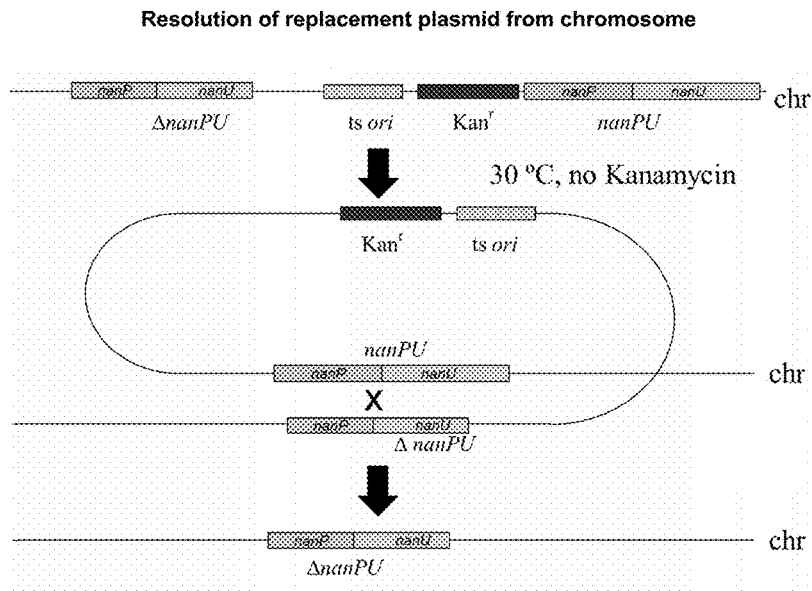 Resolution of replacement plasmid from chromosome
nanP nanU nanP nanU chr
ΔnanPU ts ori Kanʳ nanPU
30 ºC, no Kanamycin
Kanʳ ts ori
nanPU
nanP nanU chr
X
nanP nanU
Δ nanPU
nanP nanU chr
ΔnanPU